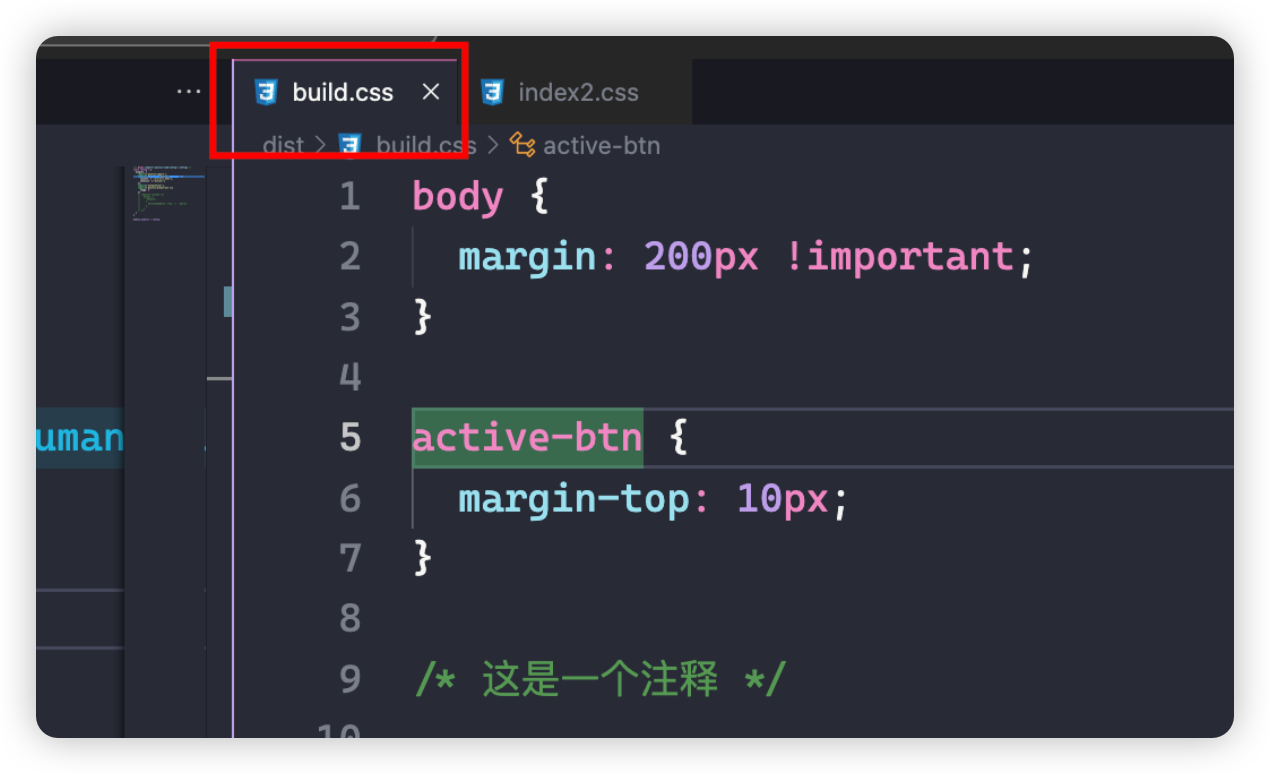 ··· build.css × index2.css
dist > build.css > active-btn
1 body {
2 margin: 200px !important;
3 }
4
5 active-btn {
6 margin-top: 10px;
7 }
8
9 /* 这是一个注释 */
10
uman